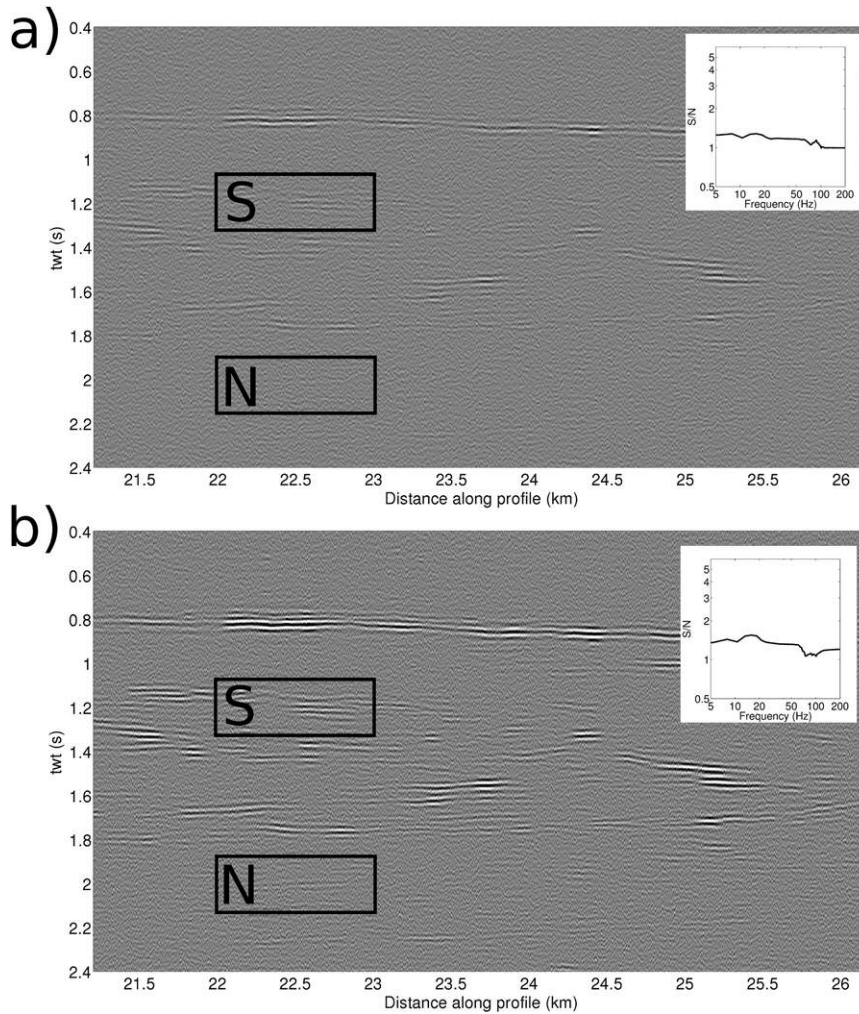 a)
0.4
0.6
0.8
1
1.2
1.4
1.6
1.8
2
2.2
2.4
twt (s)
S
N
21.5 22 22.5 23 23.5 24 24.5 25 25.5 26
Distance along profile (km)
5
4
3
2
1
0.5
S/N
5 10 20 50 100 200
Frequency (Hz)
b)
0.4
0.6
0.8
1
1.2
1.4
1.6
1.8
2
2.2
2.4
twt (s)
S
N
21.5 22 22.5 23 23.5 24 24.5 25 25.5 26
Distance along profile (km)
5
4
3
2
1
0.5
S/N
5 10 20 50 100 200
Frequency (Hz)